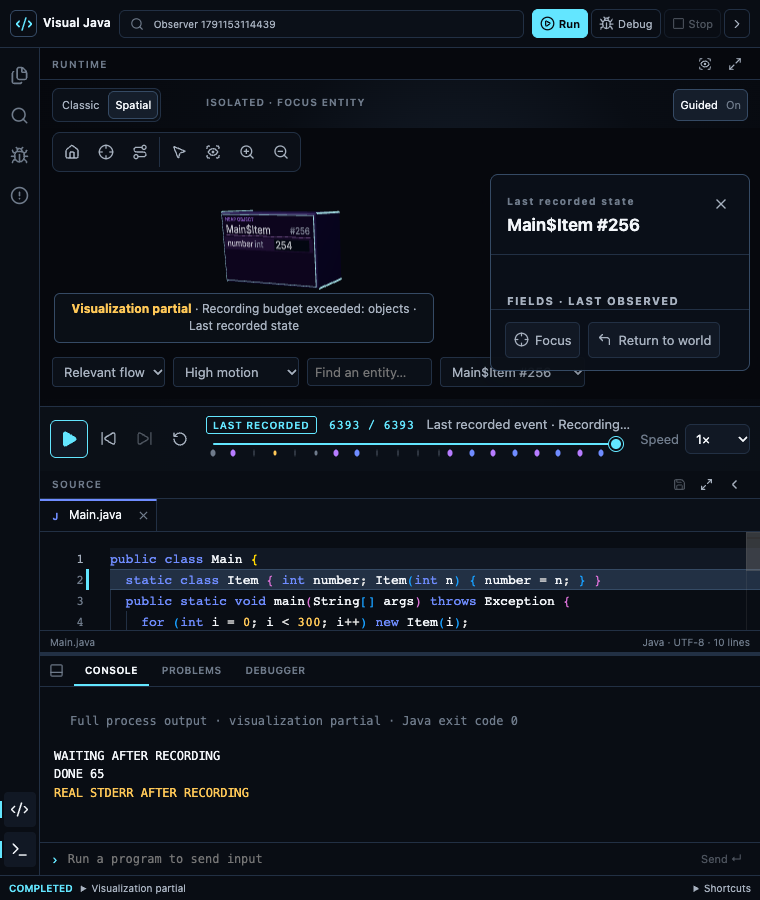 Visual Java
Observer 1791153114439
Run
Debug
Stop
RUNTIME
Classic
Spatial
ISOLATED · FOCUS ENTITY
Guided On
HEAP OBJECT
Main$Item #256
number int 254
Last recorded state
Main$Item #256
FIELDS · LAST OBSERVED
Focus
Return to world
Visualization partial · Recording budget exceeded: objects ·
Last recorded state
Relevant flow
High motion
Find an entity...
Main$Item #256
LAST RECORDED
6393 / 6393
Last recorded event · Recording...
Speed
1×
SOURCE
J Main.java
1 public class Main {
2 static class Item { int number; Item(int n) { number = n; } }
3 public static void main(String[] args) throws Exception {
4 for (int i = 0; i < 300; i++) new Item(i);
Main.java
Java · UTF-8 · 10 lines
CONSOLE
PROBLEMS
DEBUGGER
Full process output · visualization partial · Java exit code 0
WAITING AFTER RECORDING
DONE 65
REAL STDERR AFTER RECORDING
› Run a program to send input
Send ↵
COMPLETED ▶ Visualization partial
▶ Shortcuts